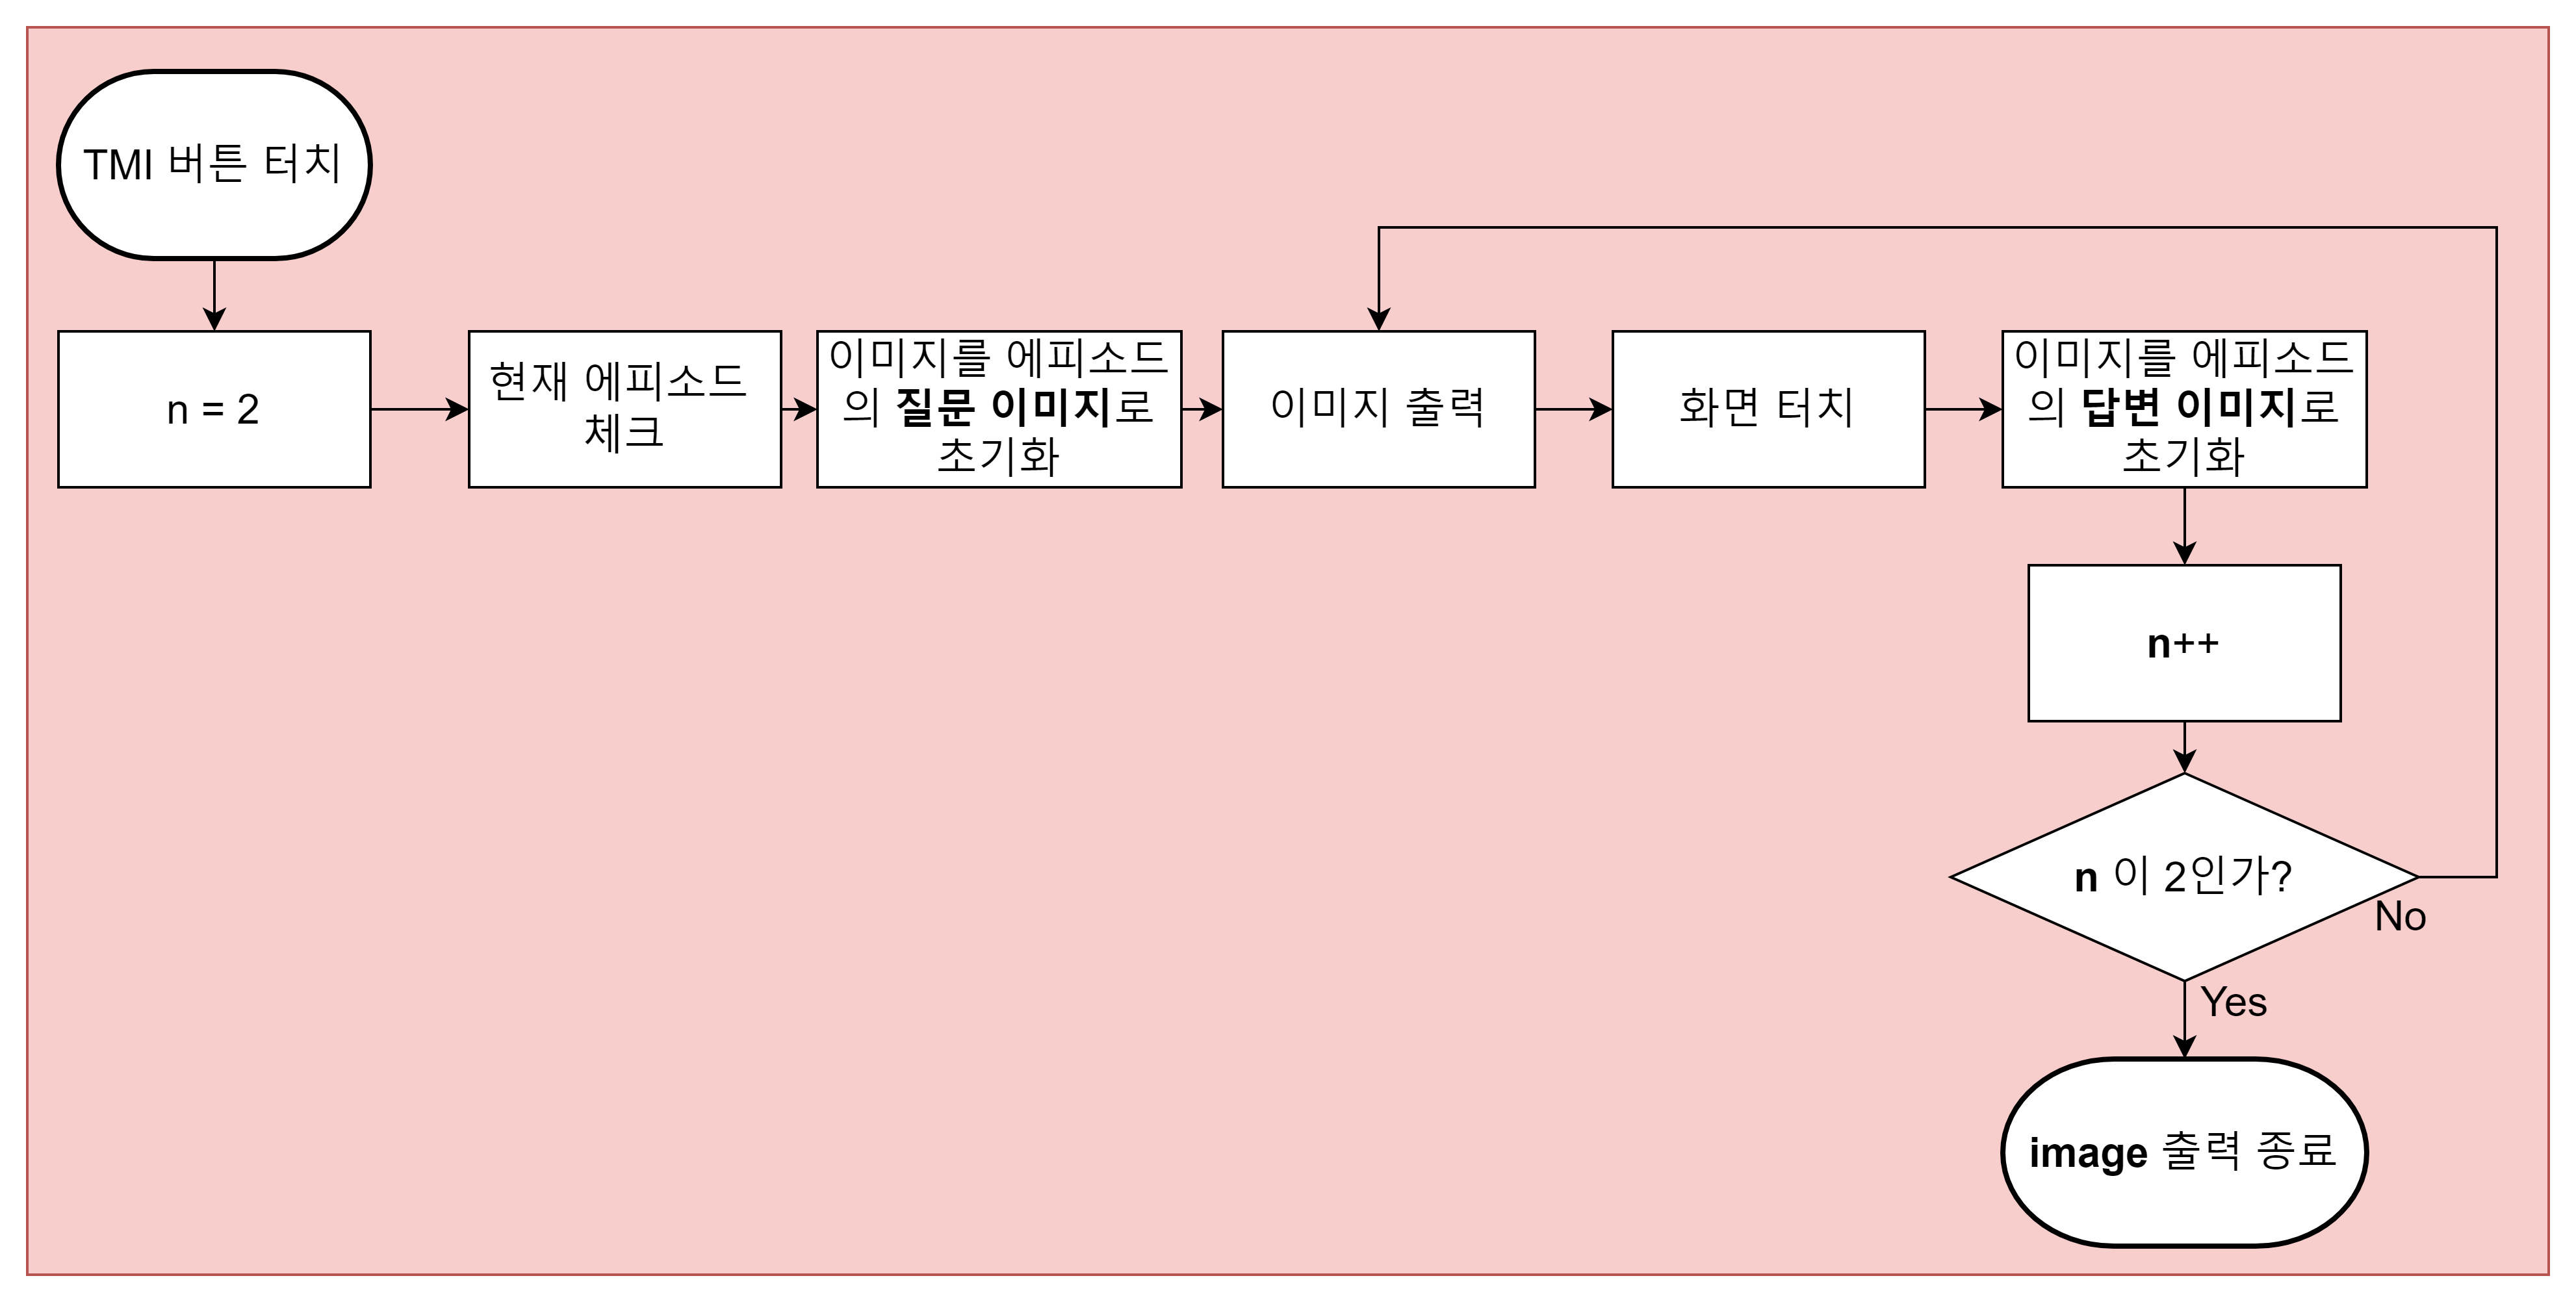 TMI 버튼 터치
n = 2
현재 에피소드
체크
이미지를 에피소드
의 질문 이미지로
초기화
이미지 출력
화면 터치
이미지를 에피소드
의 답변 이미지로
초기화
n++
n 이 2인가?
No
Yes
image 출력 종료